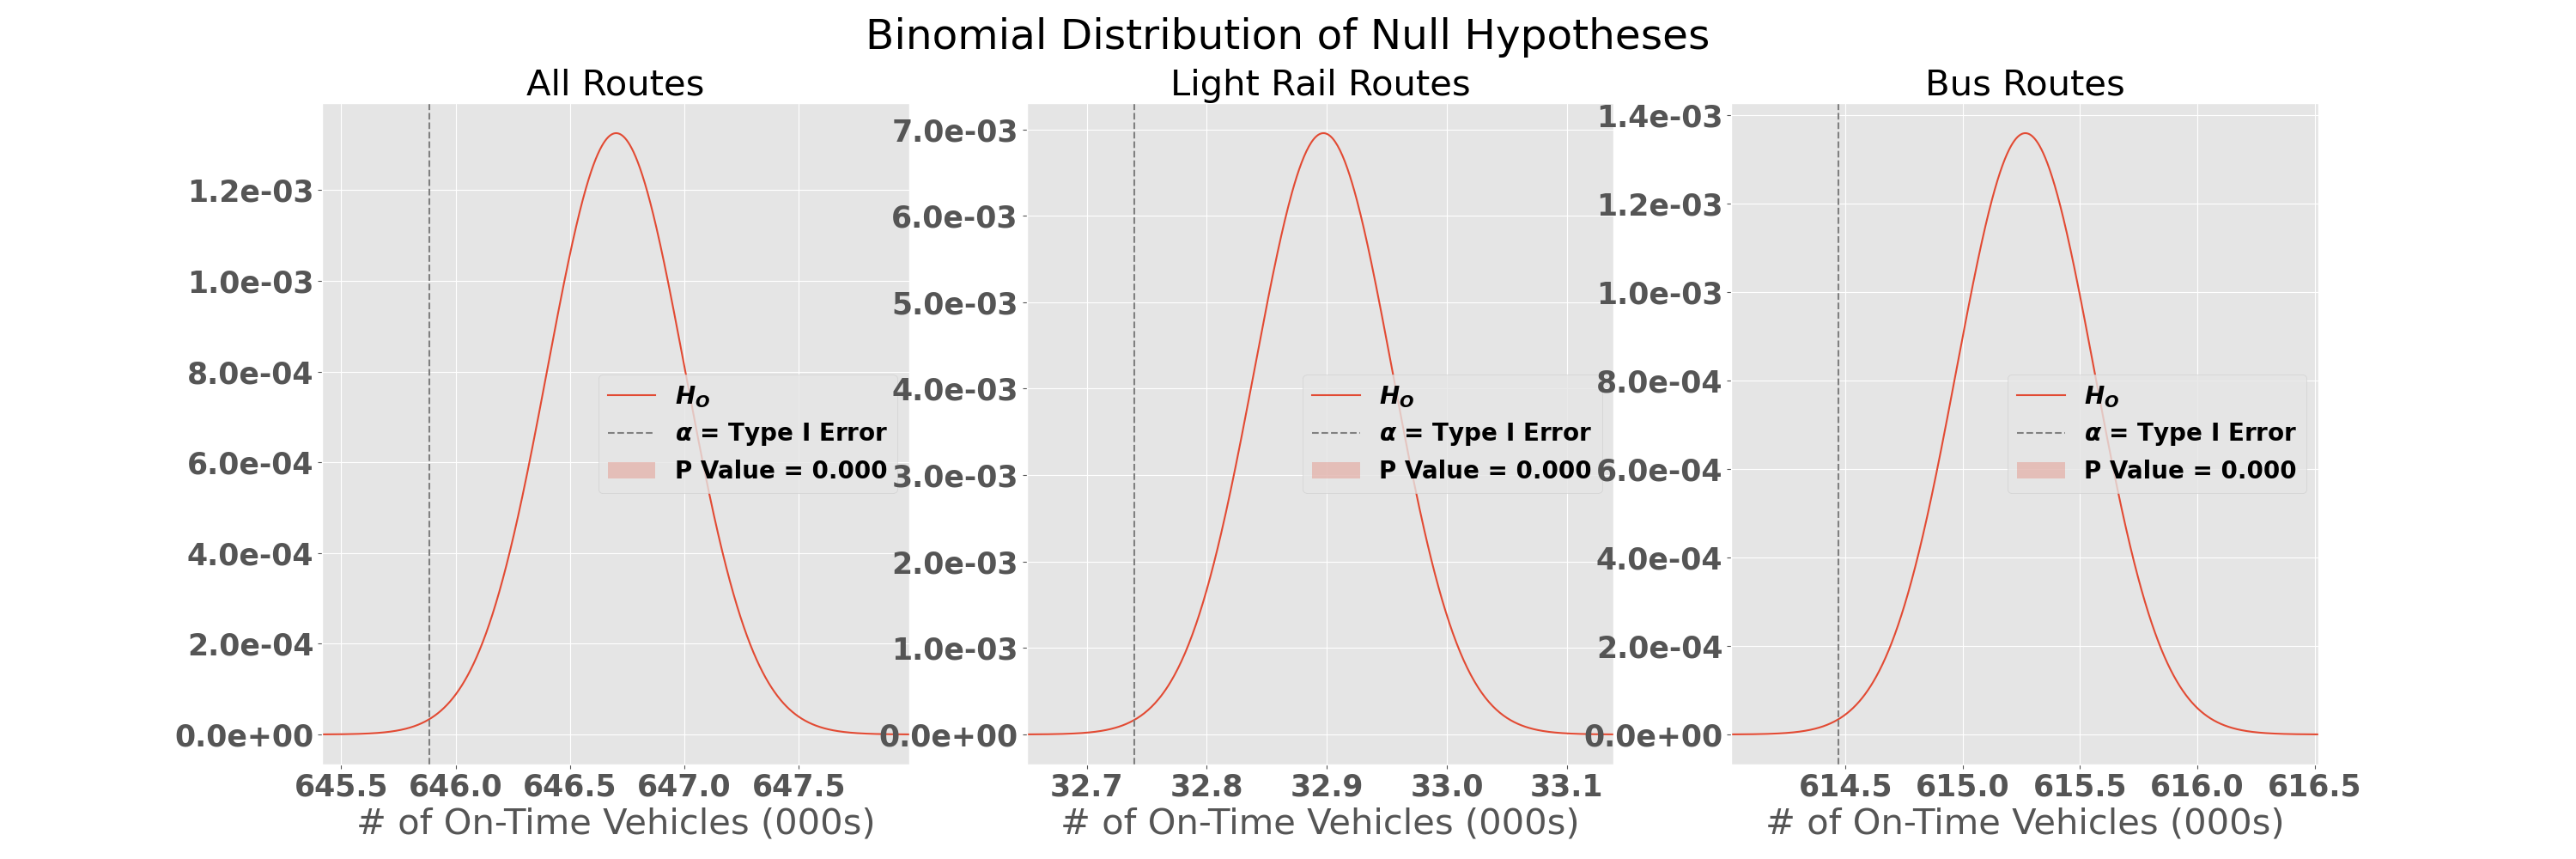 Binomial Distribution of Null Hypotheses
All Routes
1.2e-03
1.0e-03
8.0e-04
6.0e-04
4.0e-04
2.0e-04
0.0e+00
645.5 646.0 646.5 647.0 647.5
# of On-Time Vehicles (000s)
H_O
α = Type I Error
P Value = 0.000
Light Rail Routes
7.0e-03
6.0e-03
5.0e-03
4.0e-03
3.0e-03
2.0e-03
1.0e-03
0.0e+00
32.7 32.8 32.9 33.0 33.1
# of On-Time Vehicles (000s)
H_O
α = Type I Error
P Value = 0.000
Bus Routes
1.4e-03
1.2e-03
1.0e-03
8.0e-04
6.0e-04
4.0e-04
2.0e-04
0.0e+00
614.5 615.0 615.5 616.0 616.5
# of On-Time Vehicles (000s)
H_O
α = Type I Error
P Value = 0.000